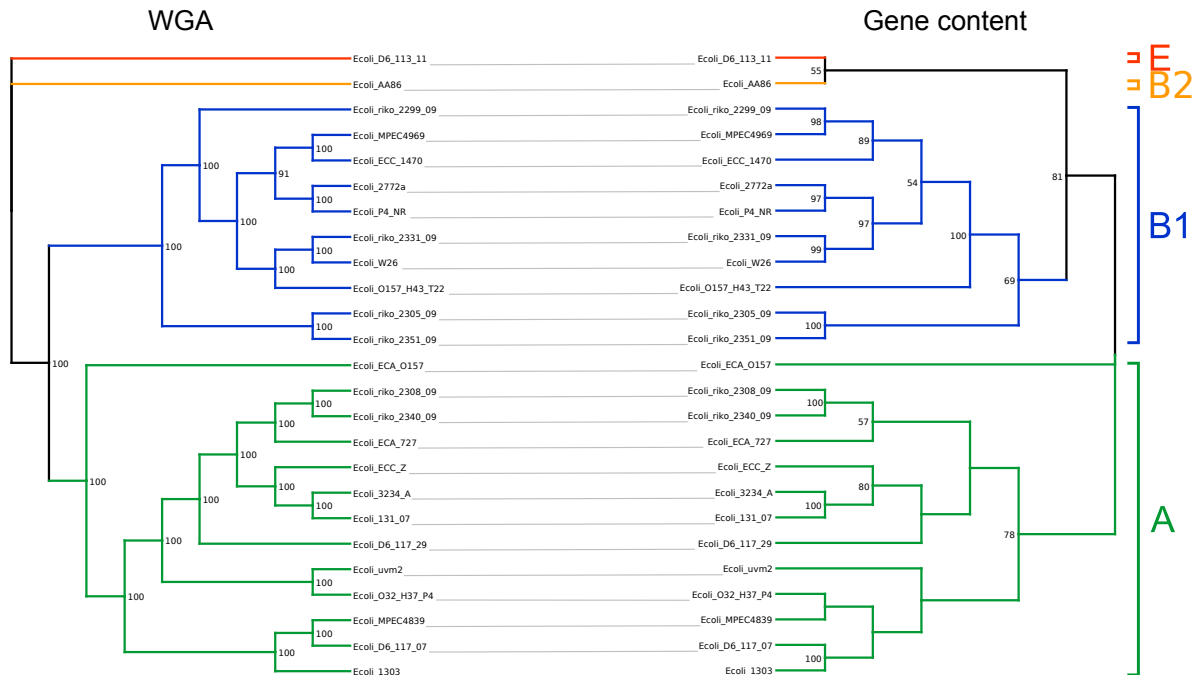 WGA Gene content
Ecoli_D6_113_11 Ecoli_D6_113_11 E
55
Ecoli_AA86 Ecoli_AA86 B2
Ecoli_riko_2299_09 Ecoli_riko_2299_09
98
Ecoli_MPEC4969 Ecoli_MPEC4969
100 89
Ecoli_ECC_1470 Ecoli_ECC_1470
100
91 54 81
Ecoli_2772a Ecoli_2772a
100 97
Ecoli_P4_NR Ecoli_P4_NR
100 97 B1
Ecoli_riko_2331_09 Ecoli_riko_2331_09
100 100 99 100
Ecoli_W26 Ecoli_W26
100 69
Ecoli_O157_H43_T22 Ecoli_O157_H43_T22
Ecoli_riko_2305_09 Ecoli_riko_2305_09
100 100
Ecoli_riko_2351_09 Ecoli_riko_2351_09
100
Ecoli_ECA_O157 Ecoli_ECA_O157
Ecoli_riko_2308_09 Ecoli_riko_2308_09
100 100
Ecoli_riko_2340_09 Ecoli_riko_2340_09
100 57
Ecoli_ECA_727 Ecoli_ECA_727
100
Ecoli_ECC_Z Ecoli_ECC_Z
100 100 80
Ecoli_3234_A Ecoli_3234_A
100 100 100
Ecoli_131_07 Ecoli_131_07 A
100 78
Ecoli_D6_117_29 Ecoli_D6_117_29
Ecoli_uvm2 Ecoli_uvm2
100
Ecoli_O32_H37_P4 Ecoli_O32_H37_P4
100
Ecoli_MPEC4839 Ecoli_MPEC4839
100
Ecoli_D6_117_07 Ecoli_D6_117_07
100 100
Ecoli_1303 Ecoli_1303